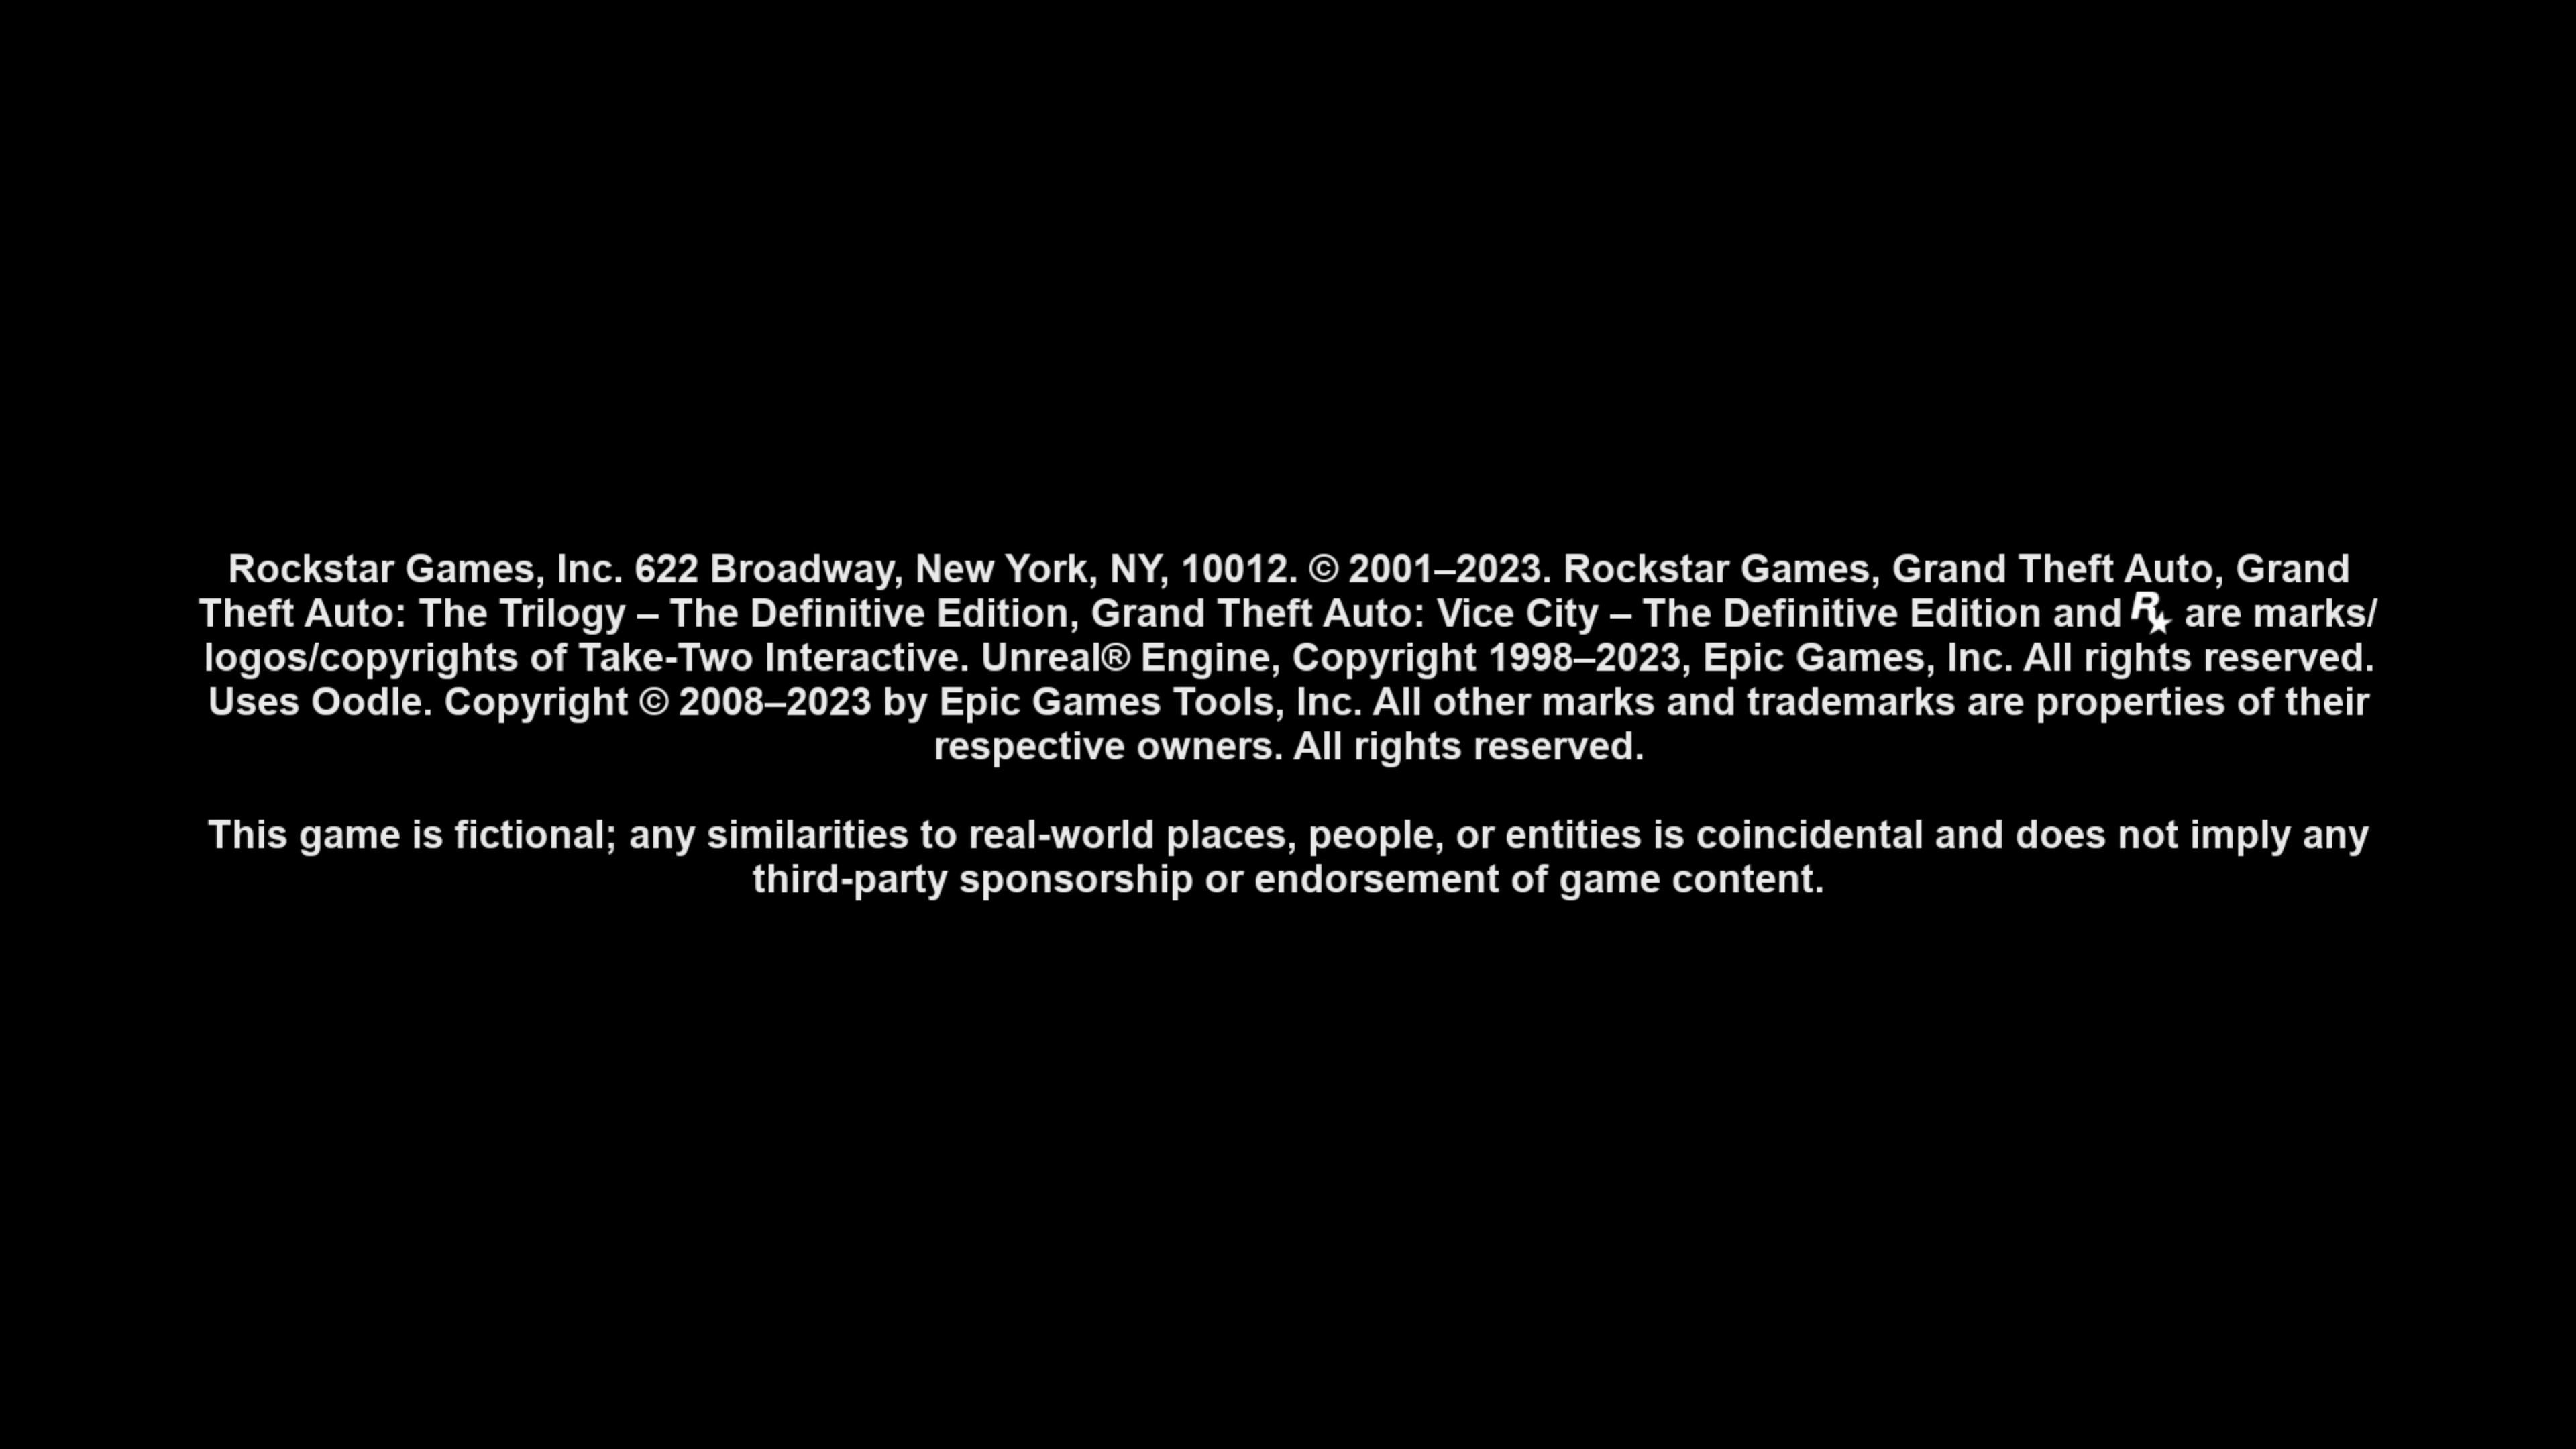 Rockstar Games, Inc. 622 Broadway, New York, NY, 10012. © 2001–2023. Rockstar Games, Grand Theft Auto, Grand
Theft Auto: The Trilogy – The Definitive Edition, Grand Theft Auto: Vice City – The Definitive Edition and R★ are marks/
logos/copyrights of Take-Two Interactive. Unreal® Engine, Copyright 1998–2023, Epic Games, Inc. All rights reserved.
Uses Oodle. Copyright © 2008–2023 by Epic Games Tools, Inc. All other marks and trademarks are properties of their
respective owners. All rights reserved.
This game is fictional; any similarities to real-world places, people, or entities is coincidental and does not imply any
third-party sponsorship or endorsement of game content.